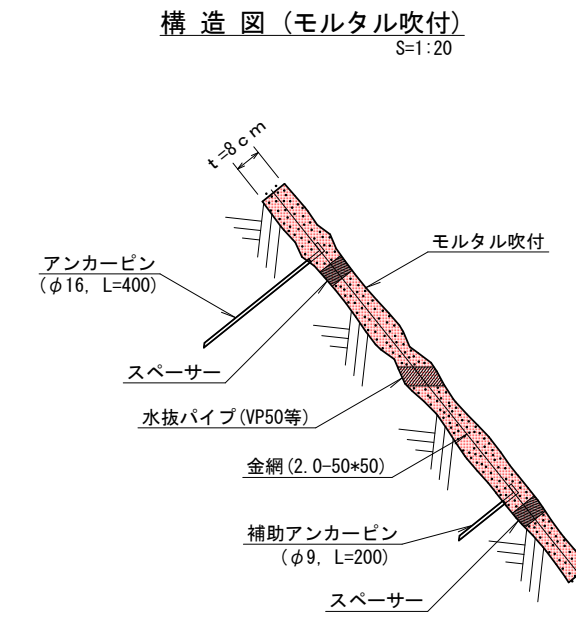 構造図(モルタル吹付)
S=1:20
t=8cm
モルタル吹付
アンカーピン
(φ16, L=400)
スペーサー
水抜パイプ(VP50等)
金網(2.0-50*50)
補助アンカーピン
(φ9, L=200)
スペーサー